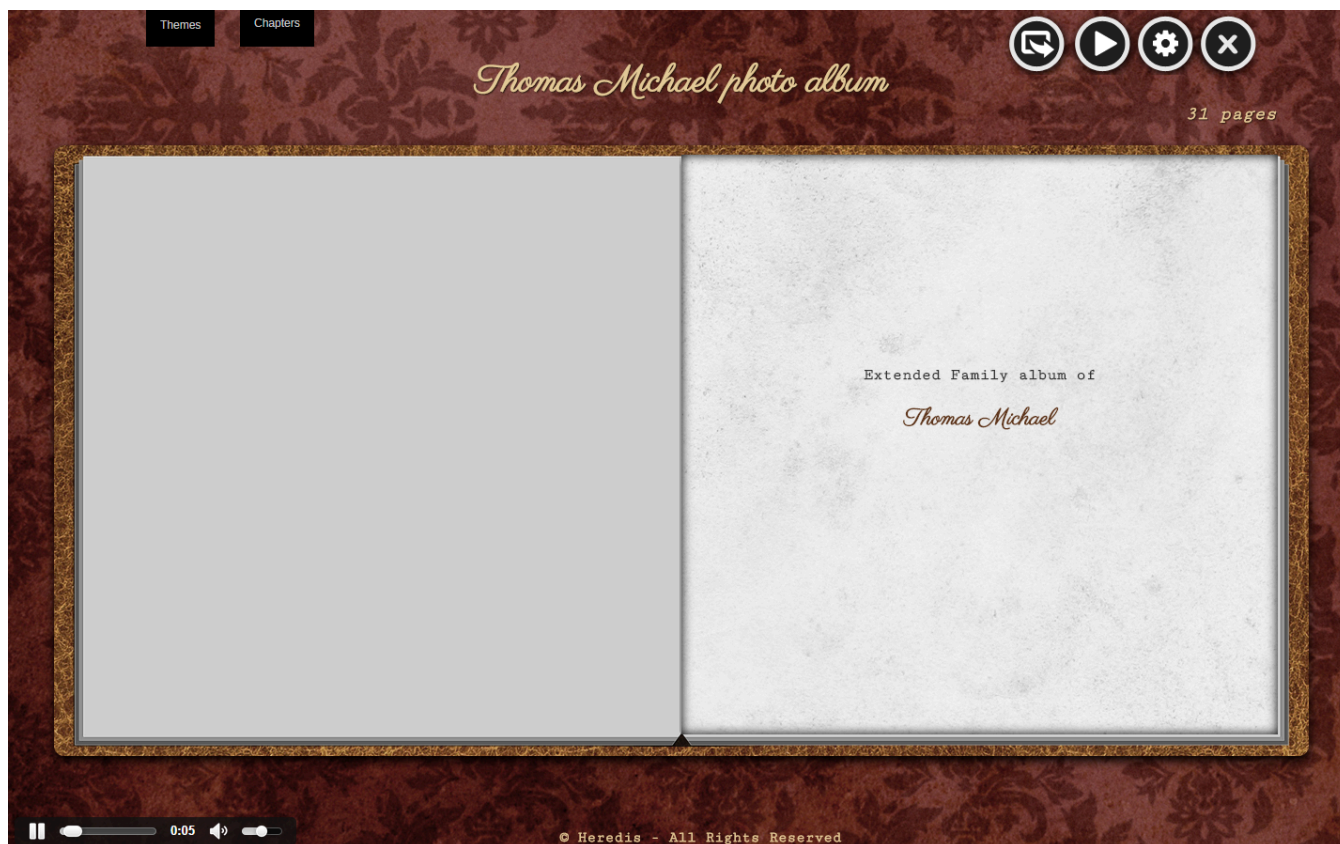 Themes
Chapters
Thomas Michael photo album
31 pages
Extended Family album of
Thomas Michael
0:05
© Heredis - All Rights Reserved